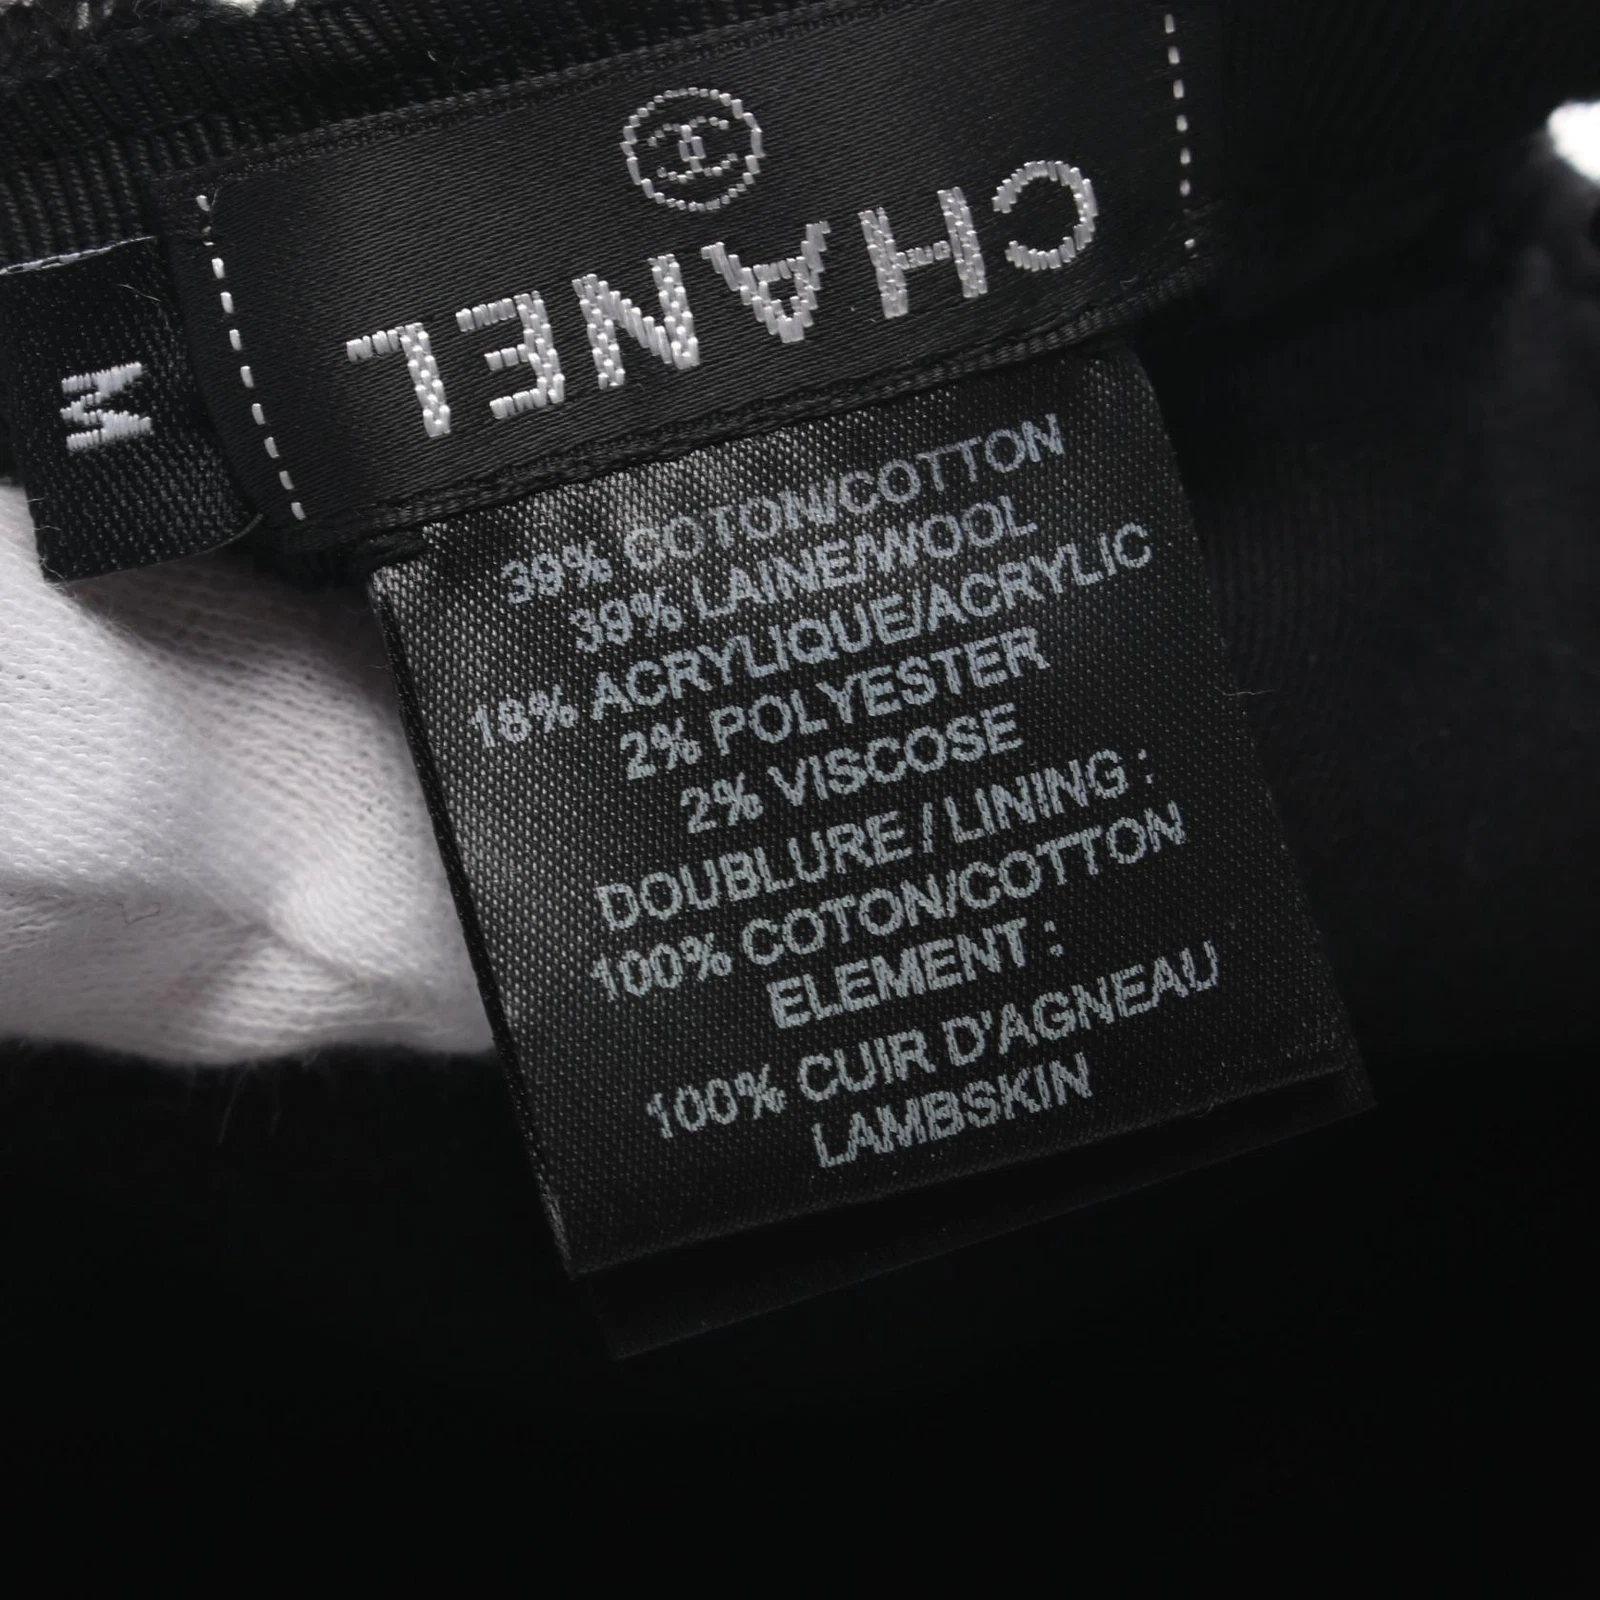 CHANEL
M
39% COTON/COTTON
39% LAINE/WOOL
18% ACRYLIQUE/ACRYLIC
2% POLYESTER
2% VISCOSE
DOUBLURE / LINING :
100% COTON/COTTON
ELEMENT :
100% CUIR D'AGNEAU
LAMBSKIN